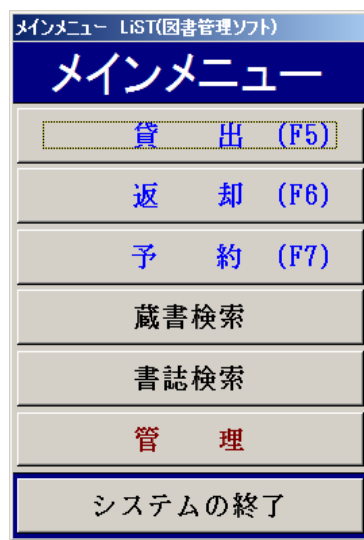 メインメニュー LiST(図書管理ソフト)
メインメニュー
貸　　出 (F5)
返　　却 (F6)
予　　約 (F7)
蔵書検索
書誌検索
管　　理
システムの終了